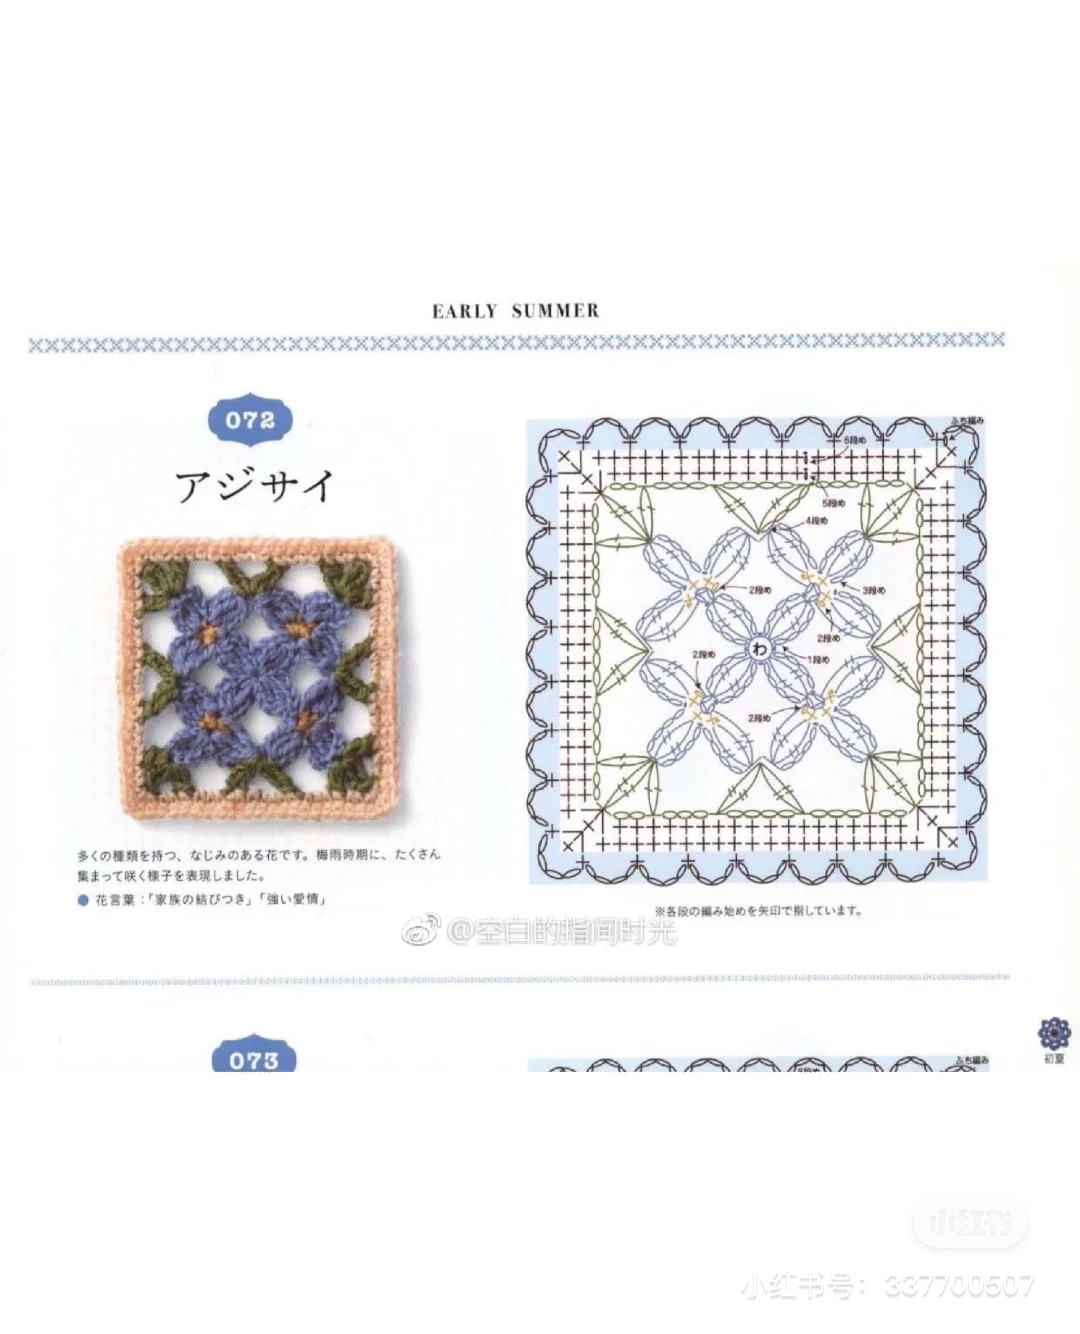 EARLY SUMMER
072
アジサイ
多くの種類を持つ、なじみのある花です。梅雨時期に、たくさん
集まって咲く様子を表現しました。
● 花言葉：「家族の結びつき」「強い愛情」
ふち編み
6段め
5段め
4段め
2段め
3段め
2段め
わ
2段め
1段め
2段め
※各段の編み始めを矢印で指しています。
@空白的指间时光
073
ふち編み
初夏
小红书
小红书号：337700507